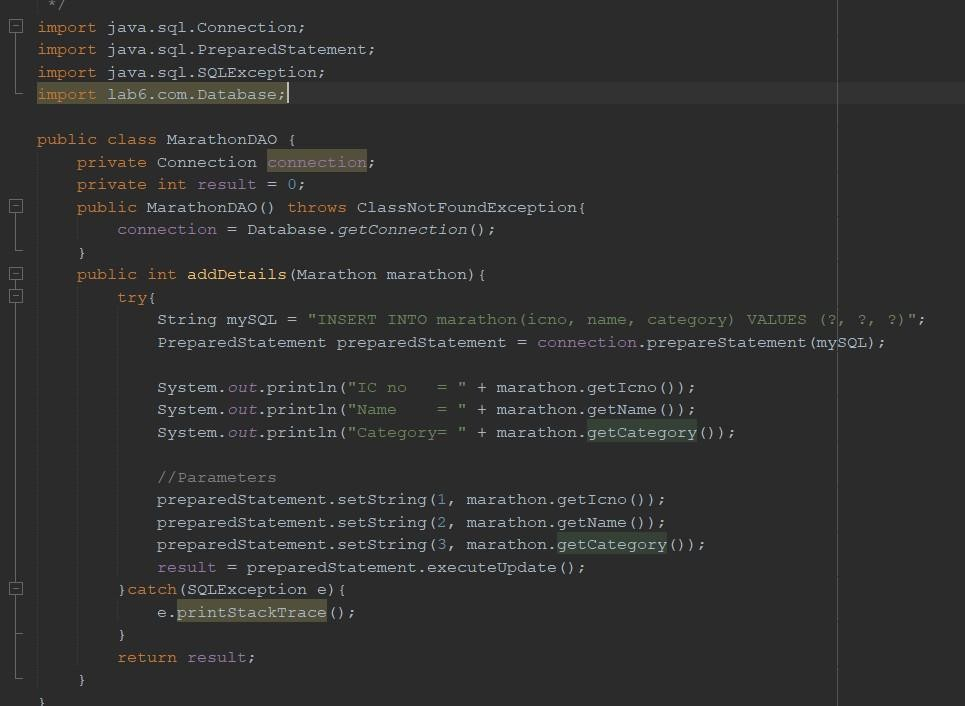 */
import java.sql.Connection;
import java.sql.PreparedStatement;
import java.sql.SQLException;
import lab6.com.Database;
public class MarathonDAO {
private Connection connection;
private int result = 0;
public MarathonDAO() throws ClassNotFoundException{
connection = Database.getConnection();
}
public int addDetails(Marathon marathon){
try{
String mySQL = "INSERT INTO marathon(icno, name, category) VALUES (?, ?, ?)";
PreparedStatement preparedStatement = connection.prepareStatement(mySQL);
System.out.println("IC no   = " + marathon.getIcno());
System.out.println("Name    = " + marathon.getName());
System.out.println("Category= " + marathon.getCategory());
//Parameters
preparedStatement.setString(1, marathon.getIcno());
preparedStatement.setString(2, marathon.getName());
preparedStatement.setString(3, marathon.getCategory());
result = preparedStatement.executeUpdate();
}catch(SQLException e){
e.printStackTrace();
}
return result;
}
}